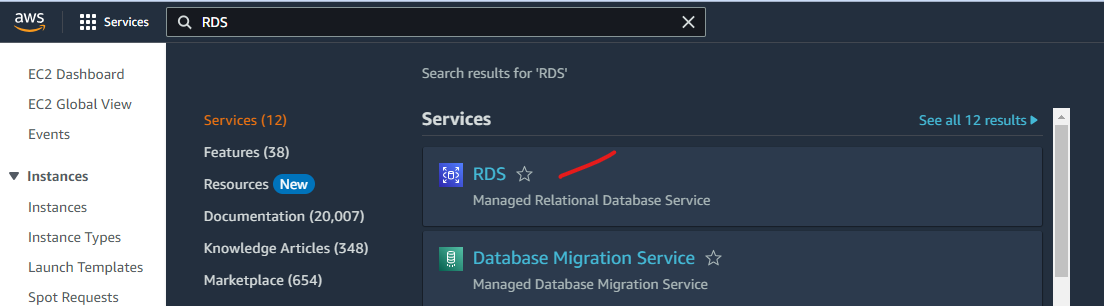 aws
Services
RDS
EC2 Dashboard
EC2 Global View
Events
Instances
Instances
Instance Types
Launch Templates
Spot Requests
Search results for 'RDS'
Services (12)
Features (38)
Resources New
Documentation (20,007)
Knowledge Articles (348)
Marketplace (654)
Services
See all 12 results
RDS
Managed Relational Database Service
Database Migration Service
Managed Database Migration Service